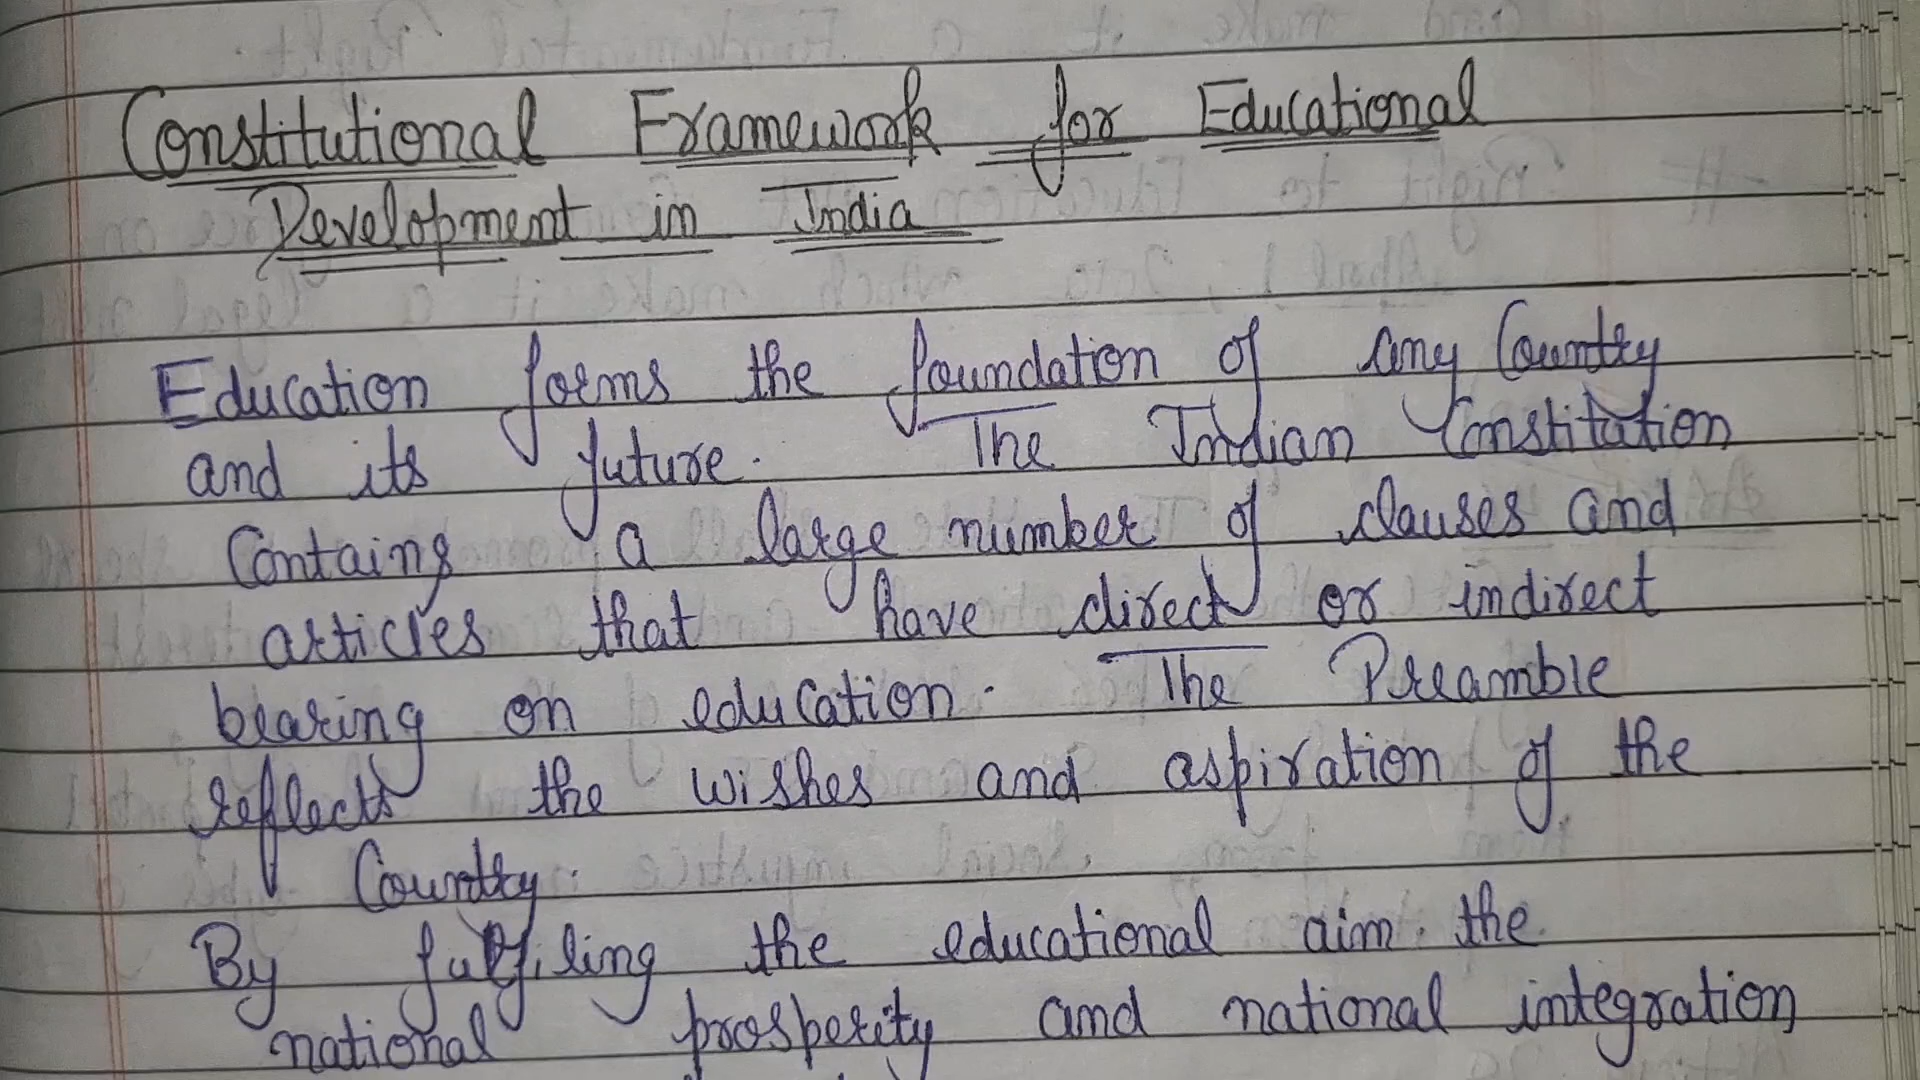 Constitutional Framework for Educational
Development in India
Education forms the foundation of any Country
and its future. The Indian Constitution
Contains a large number of clauses and
articles that have direct or indirect
bearing on education. The Preamble
reflects the wishes and aspiration of the
Country.
By fulfiling the educational aim the
national prosperity and national integration